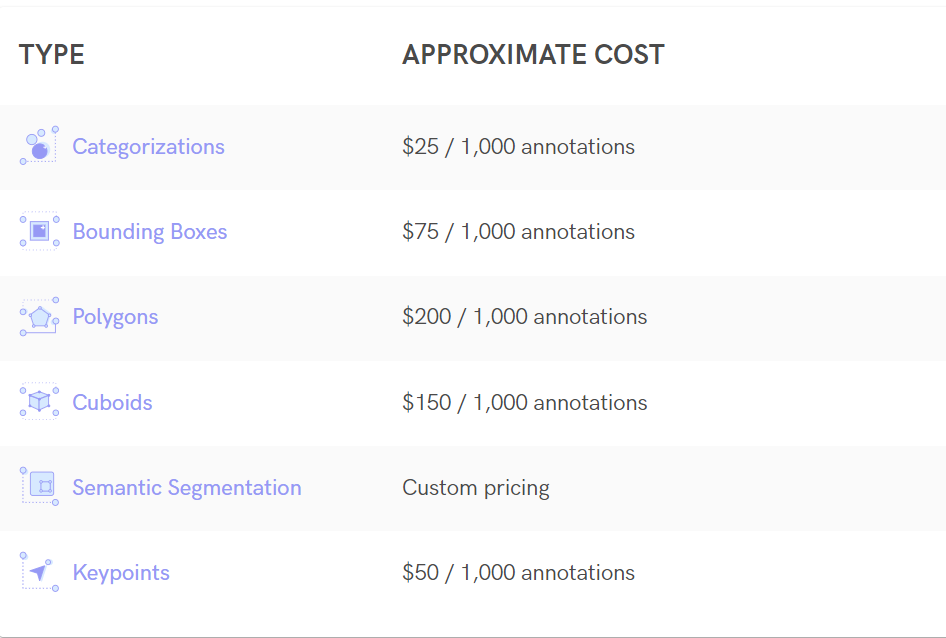 TYPE APPROXIMATE COST
Categorizations $25 / 1,000 annotations
Bounding Boxes $75 / 1,000 annotations
Polygons $200 / 1,000 annotations
Cuboids $150 / 1,000 annotations
Semantic Segmentation Custom pricing
Keypoints $50 / 1,000 annotations